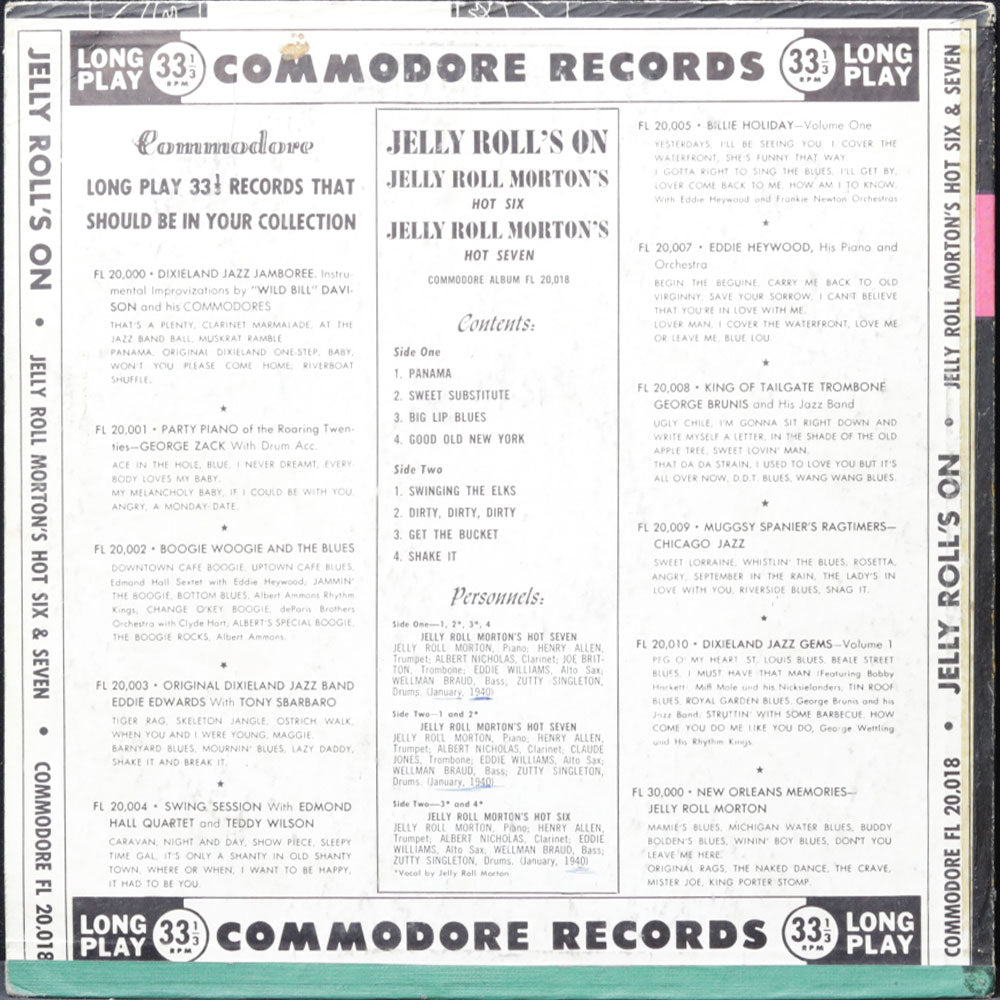 LONG PLAY 33 1/3 RPM COMMODORE RECORDS 33 1/3 RPM LONG PLAY
JELLY ROLL'S ON • JELLY ROLL MORTON'S HOT SIX & SEVEN • COMMODORE FL 20,018
Commodore
LONG PLAY 33⅓ RECORDS THAT
SHOULD BE IN YOUR COLLECTION
FL 20,000 • DIXIELAND JAZZ JAMBOREE. Instru-
mental Improvizations by "WILD BILL" DAVI-
SON and his COMMODORES
THAT'S A PLENTY, CLARINET MARMALADE, AT THE
JAZZ BAND BALL, MUSKRAT RAMBLE
PANAMA, ORIGINAL DIXIELAND ONE-STEP, BABY,
WON'T YOU PLEASE COME HOME, RIVERBOAT
SHUFFLE.
★
FL 20,001 • PARTY PIANO of the Roaring Twen-
ties—GEORGE ZACK With Drum Acc.
ACE IN THE HOLE, BLUE, I NEVER DREAMT, EVERY-
BODY LOVES MY BABY.
MY MELANCHOLY BABY, IF I COULD BE WITH YOU,
ANGRY, A MONDAY DATE.
★
FL 20,002 • BOOGIE WOOGIE AND THE BLUES
DOWNTOWN CAFE BOOGIE, UPTOWN CAFE BLUES,
Edmond Hall Sextet with Eddie Heywood, JAMMIN'
THE BOOGIE, BOTTOM BLUES, Albert Ammons Rhythm
Kings; CHANGE O'KEY BOOGIE, deParis Brothers
Orchestra with Clyde Hart, ALBERT'S SPECIAL BOOGIE,
THE BOOGIE ROCKS, Albert Ammons.
★
FL 20,003 • ORIGINAL DIXIELAND JAZZ BAND
EDDIE EDWARDS With TONY SBARBARO
TIGER RAG, SKELETON JANGLE, OSTRICH WALK,
WHEN YOU AND I WERE YOUNG, MAGGIE.
BARNYARD BLUES, MOURNIN' BLUES, LAZY DADDY,
SHAKE IT AND BREAK IT.
★
FL 20,004 • SWING SESSION With EDMOND
HALL QUARTET and TEDDY WILSON
CARAVAN, NIGHT AND DAY, SHOW PIECE, SLEEPY
TIME GAL, IT'S ONLY A SHANTY IN OLD SHANTY
TOWN, WHERE OR WHEN, I WANT TO BE HAPPY,
IT HAD TO BE YOU.
JELLY ROLL'S ON
JELLY ROLL MORTON'S
HOT SIX
JELLY ROLL MORTON'S
HOT SEVEN
COMMODORE ALBUM FL 20,018
Contents:
Side One
1. PANAMA
2. SWEET SUBSTITUTE
3. BIG LIP BLUES
4. GOOD OLD NEW YORK
Side Two
1. SWINGING THE ELKS
2. DIRTY, DIRTY, DIRTY
3. GET THE BUCKET
4. SHAKE IT
Personnels:
Side One—1, 2*, 3*, 4
JELLY ROLL MORTON'S HOT SEVEN
JELLY ROLL MORTON, Piano; HENRY ALLEN,
Trumpet; ALBERT NICHOLAS, Clarinet; JOE BRIT-
TON, Trombone; EDDIE WILLIAMS, Alto Sax;
WELLMAN BRAUD, Bass, ZUTTY SINGLETON,
Drums. (January, 1940)
Side Two—1 and 2*
JELLY ROLL MORTON'S HOT SEVEN
JELLY ROLL MORTON, Piano; HENRY ALLEN,
Trumpet; ALBERT NICHOLAS, Clarinet; CLAUDE
JONES, Trombone; EDDIE WILLIAMS, Alto Sax;
WELLMAN BRAUD, Bass; ZUTTY SINGLETON,
Drums. (January, 1940)
Side Two—3* and 4*
JELLY ROLL MORTON'S HOT SIX
JELLY ROLL MORTON, Piano; HENRY ALLEN,
Trumpet; ALBERT NICHOLAS, Clarinet; EDDIE
WILLIAMS, Alto Sax; WELLMAN BRAUD, Bass;
ZUTTY SINGLETON, Drums. (January, 1940)
*Vocal by Jelly Roll Morton
FL 20,005 • BILLIE HOLIDAY—Volume One
YESTERDAYS, I'LL BE SEEING YOU, I COVER THE
WATERFRONT, SHE'S FUNNY THAT WAY
I GOTTA RIGHT TO SING THE BLUES, I'LL GET BY,
LOVER COME BACK TO ME, HOW AM I TO KNOW.
With Eddie Heywood and Frankie Newton Orchestras
★
FL 20,007 • EDDIE HEYWOOD, His Piano and
Orchestra
BEGIN THE BEGUINE, CARRY ME BACK TO OLD
VIRGINNY, SAVE YOUR SORROW, I CAN'T BELIEVE
THAT YOU'RE IN LOVE WITH ME.
LOVER MAN, I COVER THE WATERFRONT, LOVE ME
OR LEAVE ME, BLUE LOU.
★
FL 20,008 • KING OF TAILGATE TROMBONE
GEORGE BRUNIS and His Jazz Band
UGLY CHILE, I'M GONNA SIT RIGHT DOWN AND
WRITE MYSELF A LETTER, IN THE SHADE OF THE OLD
APPLE TREE, SWEET LOVIN' MAN.
THAT DA DA STRAIN, I USED TO LOVE YOU BUT IT'S
ALL OVER NOW, D.D.T. BLUES, WANG WANG BLUES.
★
FL 20,009 • MUGGSY SPANIER'S RAGTIMERS—
CHICAGO JAZZ
SWEET LORRAINE, WHISTLIN' THE BLUES, ROSETTA,
ANGRY, SEPTEMBER IN THE RAIN, THE LADY'S IN
LOVE WITH YOU, RIVERSIDE BLUES, SNAG IT.
★
FL 20,010 • DIXIELAND JAZZ GEMS—Volume 1
PEG O' MY HEART, ST. LOUIS BLUES, BEALE STREET
BLUES, I MUST HAVE THAT MAN (Featuring Bobby
Hackett, Miff Mole and his Nicksielanders, TIN ROOF
BLUES, ROYAL GARDEN BLUES, George Brunis and his
Jazz Band; STRUTTIN' WITH SOME BARBECUE, HOW
COME YOU DO ME LIKE YOU DO, George Wettling
and His Rhythm Kings.
★
FL 30,000 • NEW ORLEANS MEMORIES—
JELLY ROLL MORTON
MAMIE'S BLUES, MICHIGAN WATER BLUES, BUDDY
BOLDEN'S BLUES, WININ' BOY BLUES, DON'T YOU
LEAVE ME HERE.
ORIGINAL RAGS, THE NAKED DANCE, THE CRAVE,
MISTER JOE, KING PORTER STOMP.
COMMODORE FL 20,018 • JELLY ROLL'S ON • JELLY ROLL MORTON'S HOT SIX & SEVEN
LONG PLAY 33 1/3 RPM COMMODORE RECORDS 33 1/3 RPM LONG PLAY